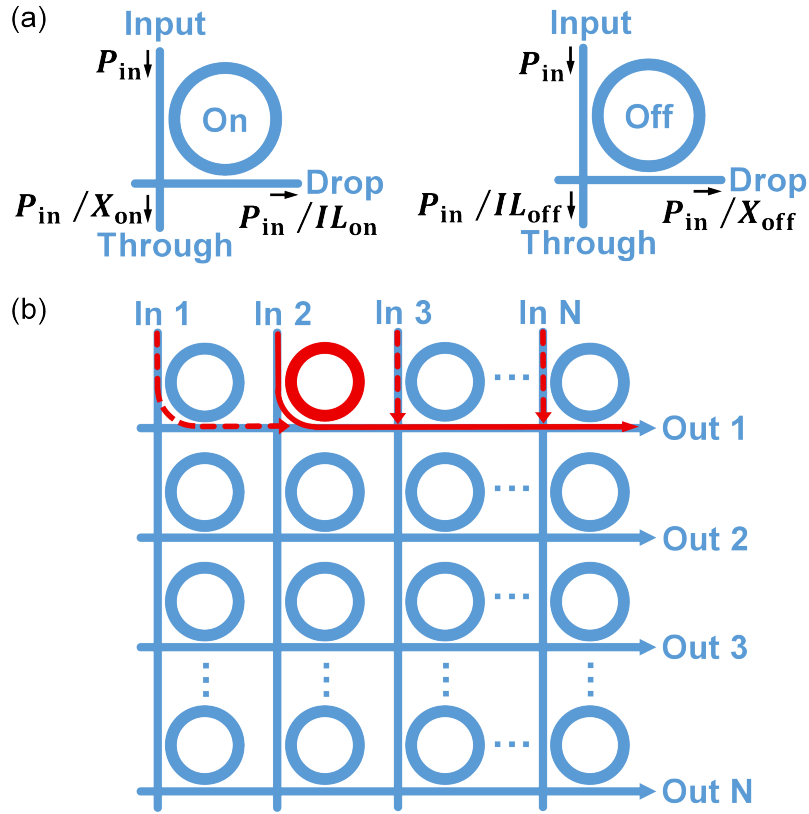 (a)
Input
Input
P_in
P_in
On
Off
Drop
Drop
P_in /X_on
P_in /IL_on
P_in /IL_off
P_in /X_off
Through
Through
(b)
In 1
In 2
In 3
In N
...
Out 1
...
Out 2
...
Out 3
...
Out N